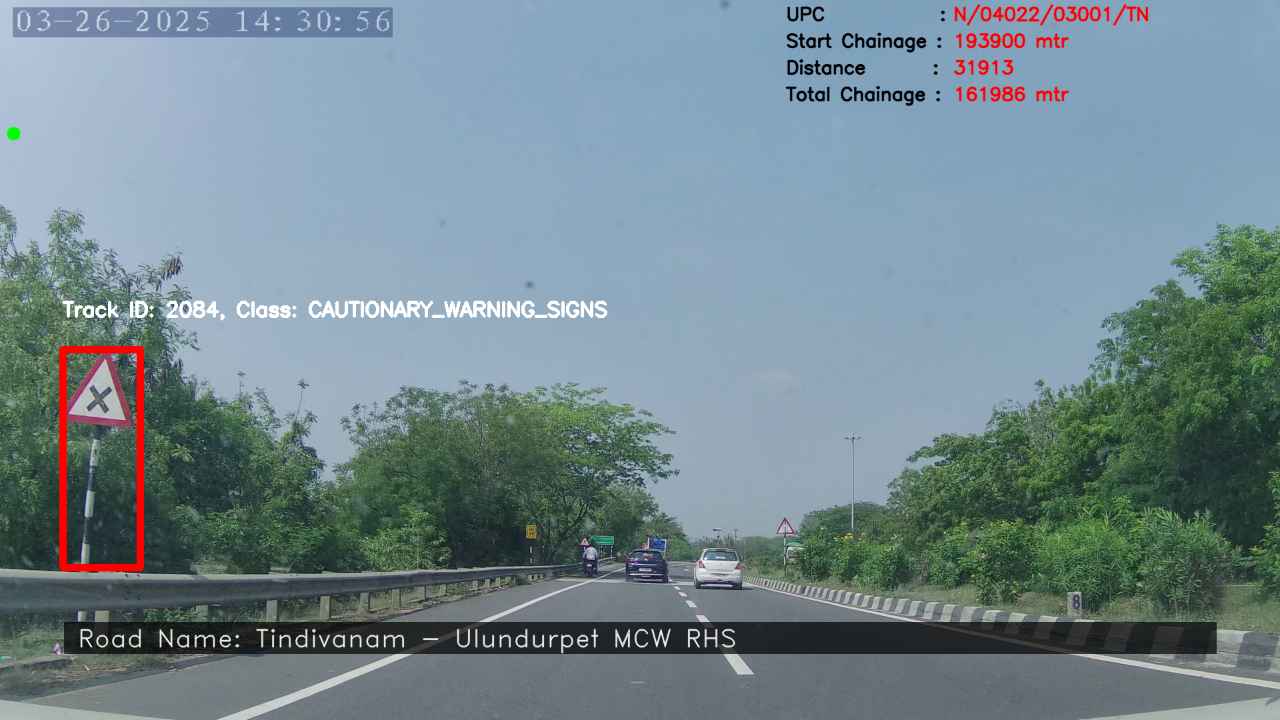 03-26-2025 14:30:56
UPC : N/04022/03001/TN
Start Chainage : 193900 mtr
Distance : 31913
Total Chainage : 161986 mtr
Track ID: 2084, Class: CAUTIONARY_WARNING_SIGNS
8
Road Name: Tindivanam - Ulundurpet MCW RHS